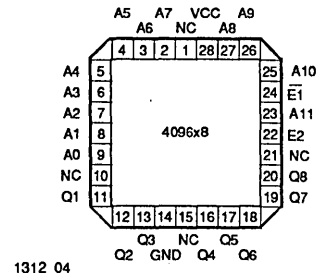 A5 A7 VCC A9
A6 NC A8
4 3 2 1 28 27 26
A4 5 25 A10
A3 6 24 E1
A2 7 23 A11
A1 8 4096x8 22 E2
A0 9 21 NC
NC 10 20 Q8
Q1 11 19 Q7
12 13 14 15 16 17 18
Q3 NC Q5
Q2 GND Q4 Q6
1312 04